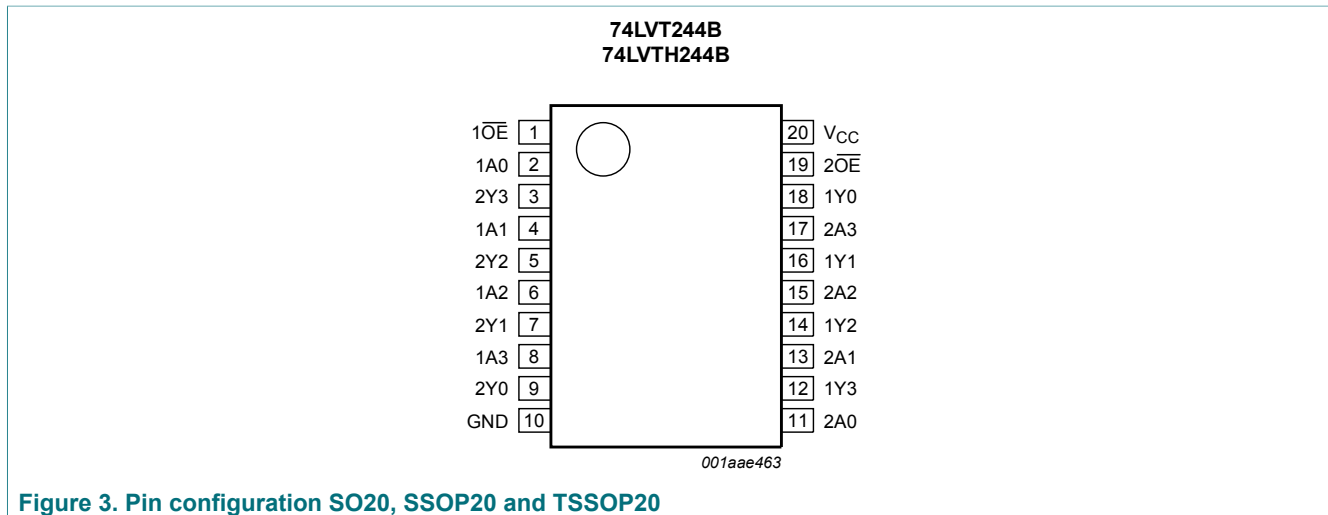 74LVT244B
74LVTH244B
1O̅E̅ 1 20 VCC
1A0 2 19 2O̅E̅
2Y3 3 18 1Y0
1A1 4 17 2A3
2Y2 5 16 1Y1
1A2 6 15 2A2
2Y1 7 14 1Y2
1A3 8 13 2A1
2Y0 9 12 1Y3
GND 10 11 2A0
001aae463
Figure 3. Pin configuration SO20, SSOP20 and TSSOP20